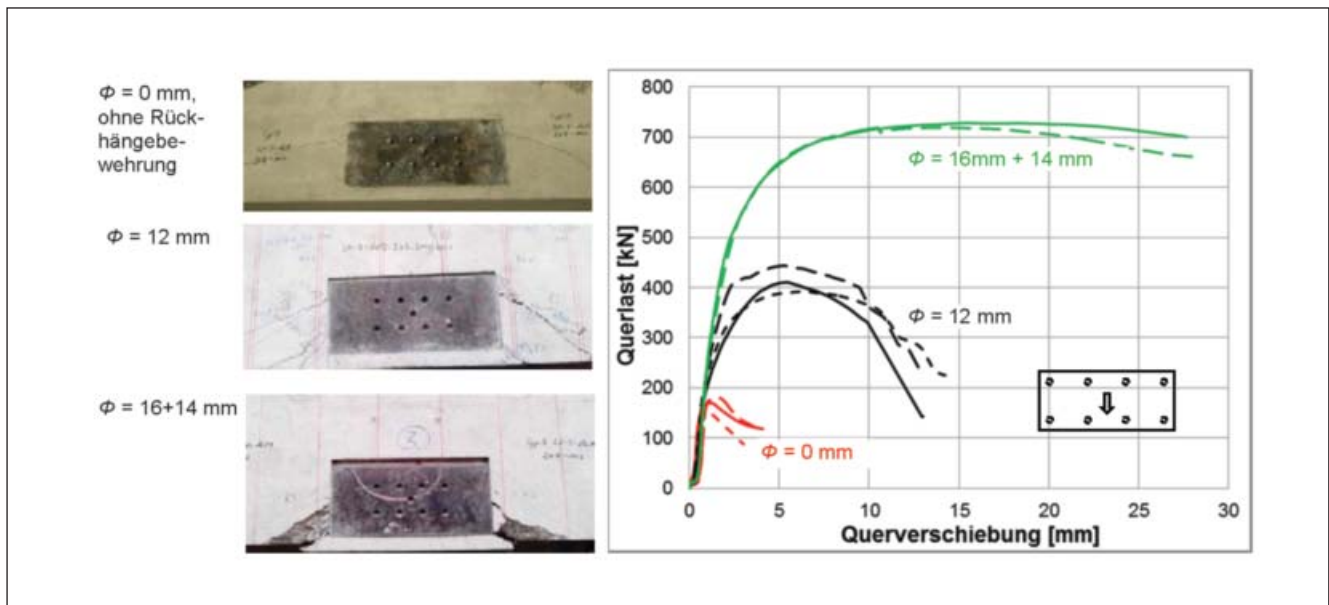 Φ = 0 mm,
ohne Rück-
hängebe-
wehrung
Φ = 12 mm
Φ = 16+14 mm
Querlast [kN]
800
700
600
500
400
300
200
100
0
Φ = 16mm + 14 mm
Φ = 12 mm
Φ = 0 mm
0 5 10 15 20 25 30
Querverschiebung [mm]